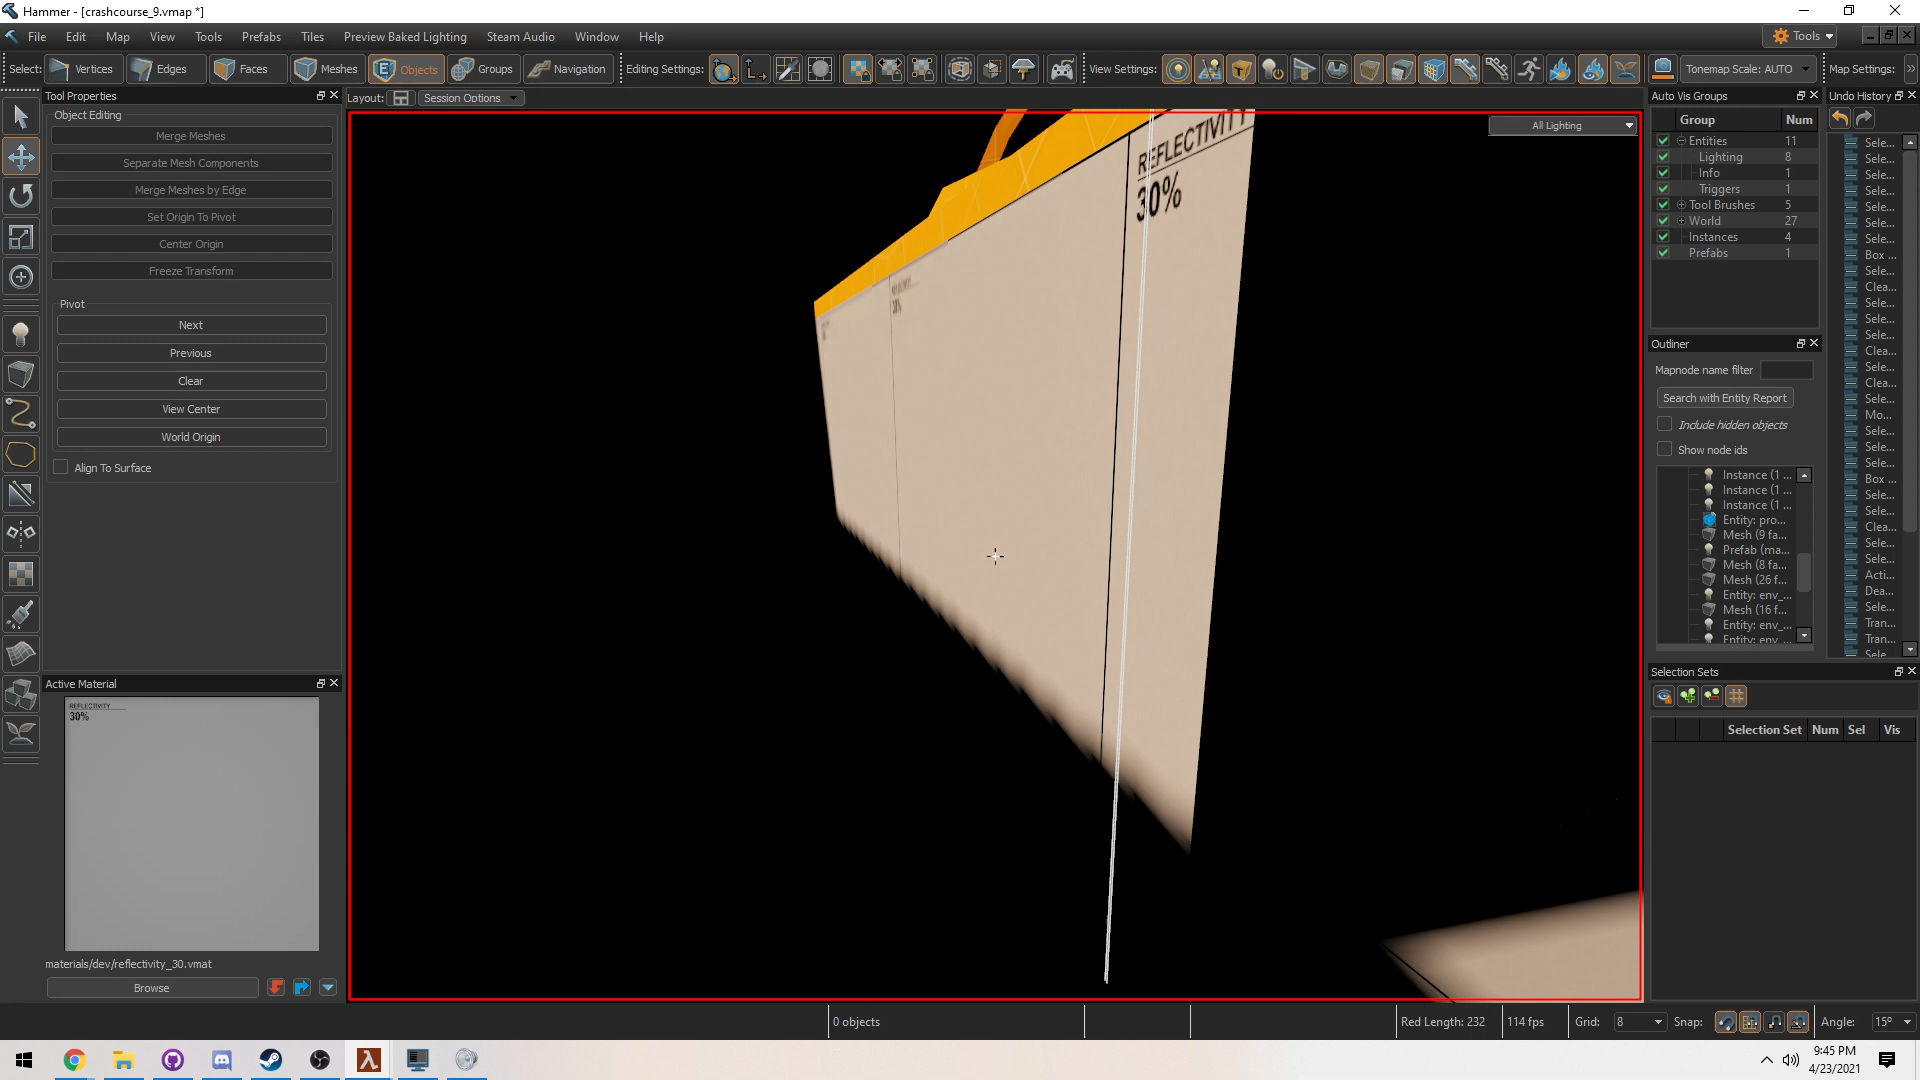 Hammer - [crashcourse_9.vmap *]
File Edit Map View Tools Prefabs Tiles Preview Baked Lighting Steam Audio Window Help
Tools
Select: Vertices Edges Faces Meshes Objects Groups Navigation Editing Settings: View Settings: Tonemap Scale: AUTO Map Settings:
Tool Properties
Layout: Session Options
Auto Vis Groups
Undo History
Object Editing
Merge Meshes
Separate Mesh Components
Merge Meshes by Edge
Set Origin To Pivot
Center Origin
Freeze Transform
Pivot
Next
Previous
Clear
View Center
World Origin
Align To Surface
Active Material
REFLECTIVITY
30%
materials/dev/reflectivity_30.vmat
Browse
All Lighting
REFLECTIVITY
30%
30%
Group Num
Entities 11
Lighting 8
Info 1
Triggers 1
Tool Brushes 5
World 27
Instances 4
Prefabs 1
Outliner
Mapnode name filter
Search with Entity Report
Include hidden objects
Show node ids
Instance (1 ...
Instance (1 ...
Instance (1 ...
Entity: pro...
Mesh (9 fa...
Prefab (ma...
Mesh (8 fa...
Mesh (26 f...
Entity: env_...
Mesh (16 f...
Entity: env_...
Entity: env_...
Sele...
Sele...
Sele...
Sele...
Sele...
Sele...
Sele...
Box ...
Sele...
Clea...
Sele...
Sele...
Sele...
Clea...
Sele...
Clea...
Sele...
Mo...
Sele...
Sele...
Sele...
Box ...
Sele...
Sele...
Clea...
Sele...
Sele...
Acti...
Dea...
Sele...
Tran...
Tran...
Sele...
Selection Sets
Selection Set Num Sel Vis
0 objects
Red Length: 232
114 fps
Grid: 8
Snap:
Angle: 15º
9:45 PM
4/23/2021